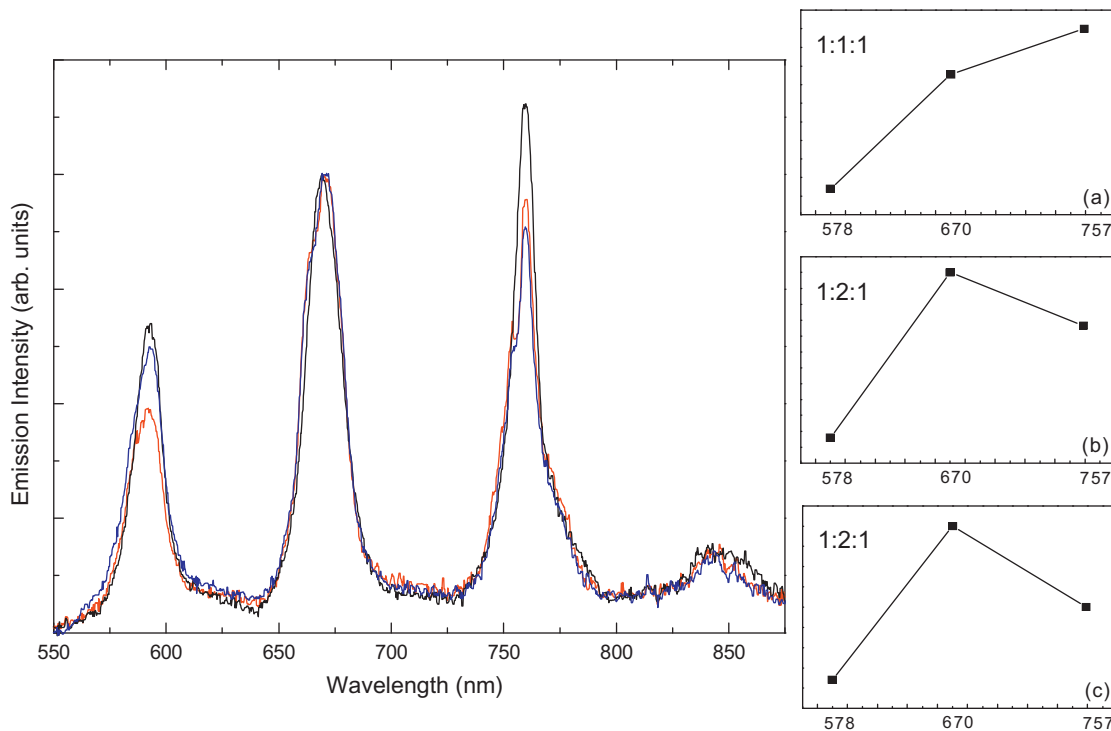 Emission Intensity (arb. units)
550 600 650 700 750 800 850
Wavelength (nm)
1:1:1
(a)
578 670 757
1:2:1
(b)
578 670 757
1:2:1
(c)
578 670 757